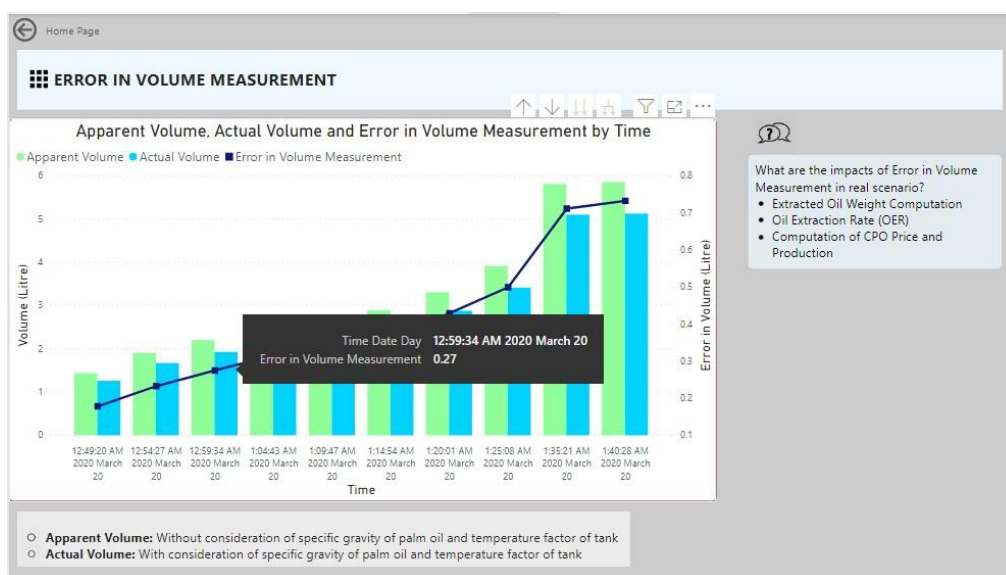 Home Page
ERROR IN VOLUME MEASUREMENT
Apparent Volume, Actual Volume and Error in Volume Measurement by Time
Apparent Volume Actual Volume Error in Volume Measurement
Volume (Litre)
6
5
4
3
2
1
0
Time Date Day 12:59:34 AM 2020 March 20
Error in Volume Measurement 0.27
0.8
0.7
0.6
0.5
0.4
0.3
0.2
0.1
Error in Volume (Litre)
12:49:20 AM 12:54:27 AM 12:59:34 AM 1:04:43 AM 1:09:47 AM 1:14:54 AM 1:20:01 AM 1:25:08 AM 1:35:21 AM 1:40:28 AM
2020 March 2020 March 2020 March 2020 March 2020 March 2020 March 2020 March 2020 March 2020 March 2020 March
20 20 20 20 20 20 20 20 20 20
Time
What are the impacts of Error in Volume
Measurement in real scenario?
• Extracted Oil Weight Computation
• Oil Extraction Rate (OER)
• Computation of CPO Price and
Production
Apparent Volume: Without consideration of specific gravity of palm oil and temperature factor of tank
Actual Volume: With consideration of specific gravity of palm oil and temperature factor of tank